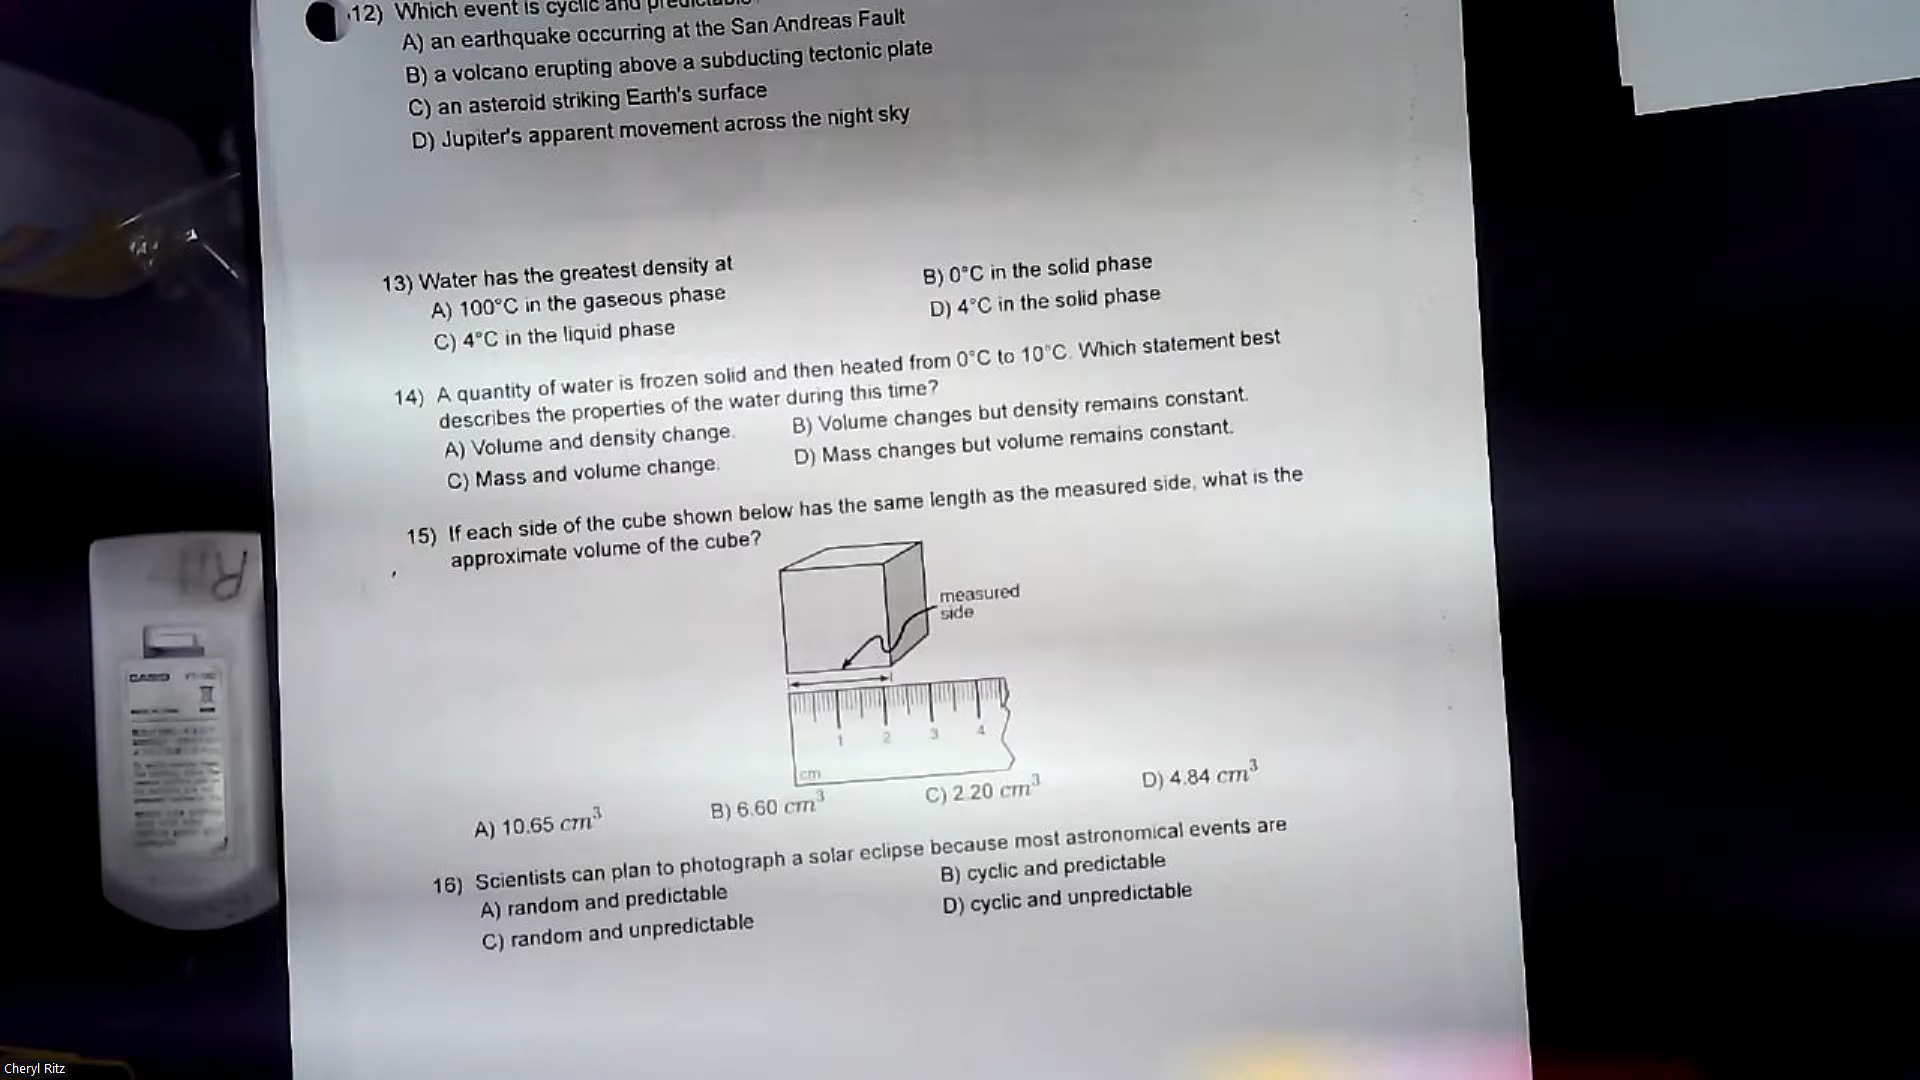 12) Which event is cyclic and
A) an earthquake occurring at the San Andreas Fault
B) a volcano erupting above a subducting tectonic plate
C) an asteroid striking Earth's surface
D) Jupiter's apparent movement across the night sky
13) Water has the greatest density at
A) 100°C in the gaseous phase
B) 0°C in the solid phase
C) 4°C in the liquid phase
D) 4°C in the solid phase
14) A quantity of water is frozen solid and then heated from 0°C to 10°C. Which statement best
describes the properties of the water during this time?
A) Volume and density change.
B) Volume changes but density remains constant.
C) Mass and volume change.
D) Mass changes but volume remains constant.
15) If each side of the cube shown below has the same length as the measured side, what is the
approximate volume of the cube?
measured
side
1 2 3 4
cm
A) 10.65 cm³
B) 6.60 cm³
C) 2.20 cm³
D) 4.84 cm³
16) Scientists can plan to photograph a solar eclipse because most astronomical events are
A) random and predictable
B) cyclic and predictable
C) random and unpredictable
D) cyclic and unpredictable
CASIO
Cheryl Ritz